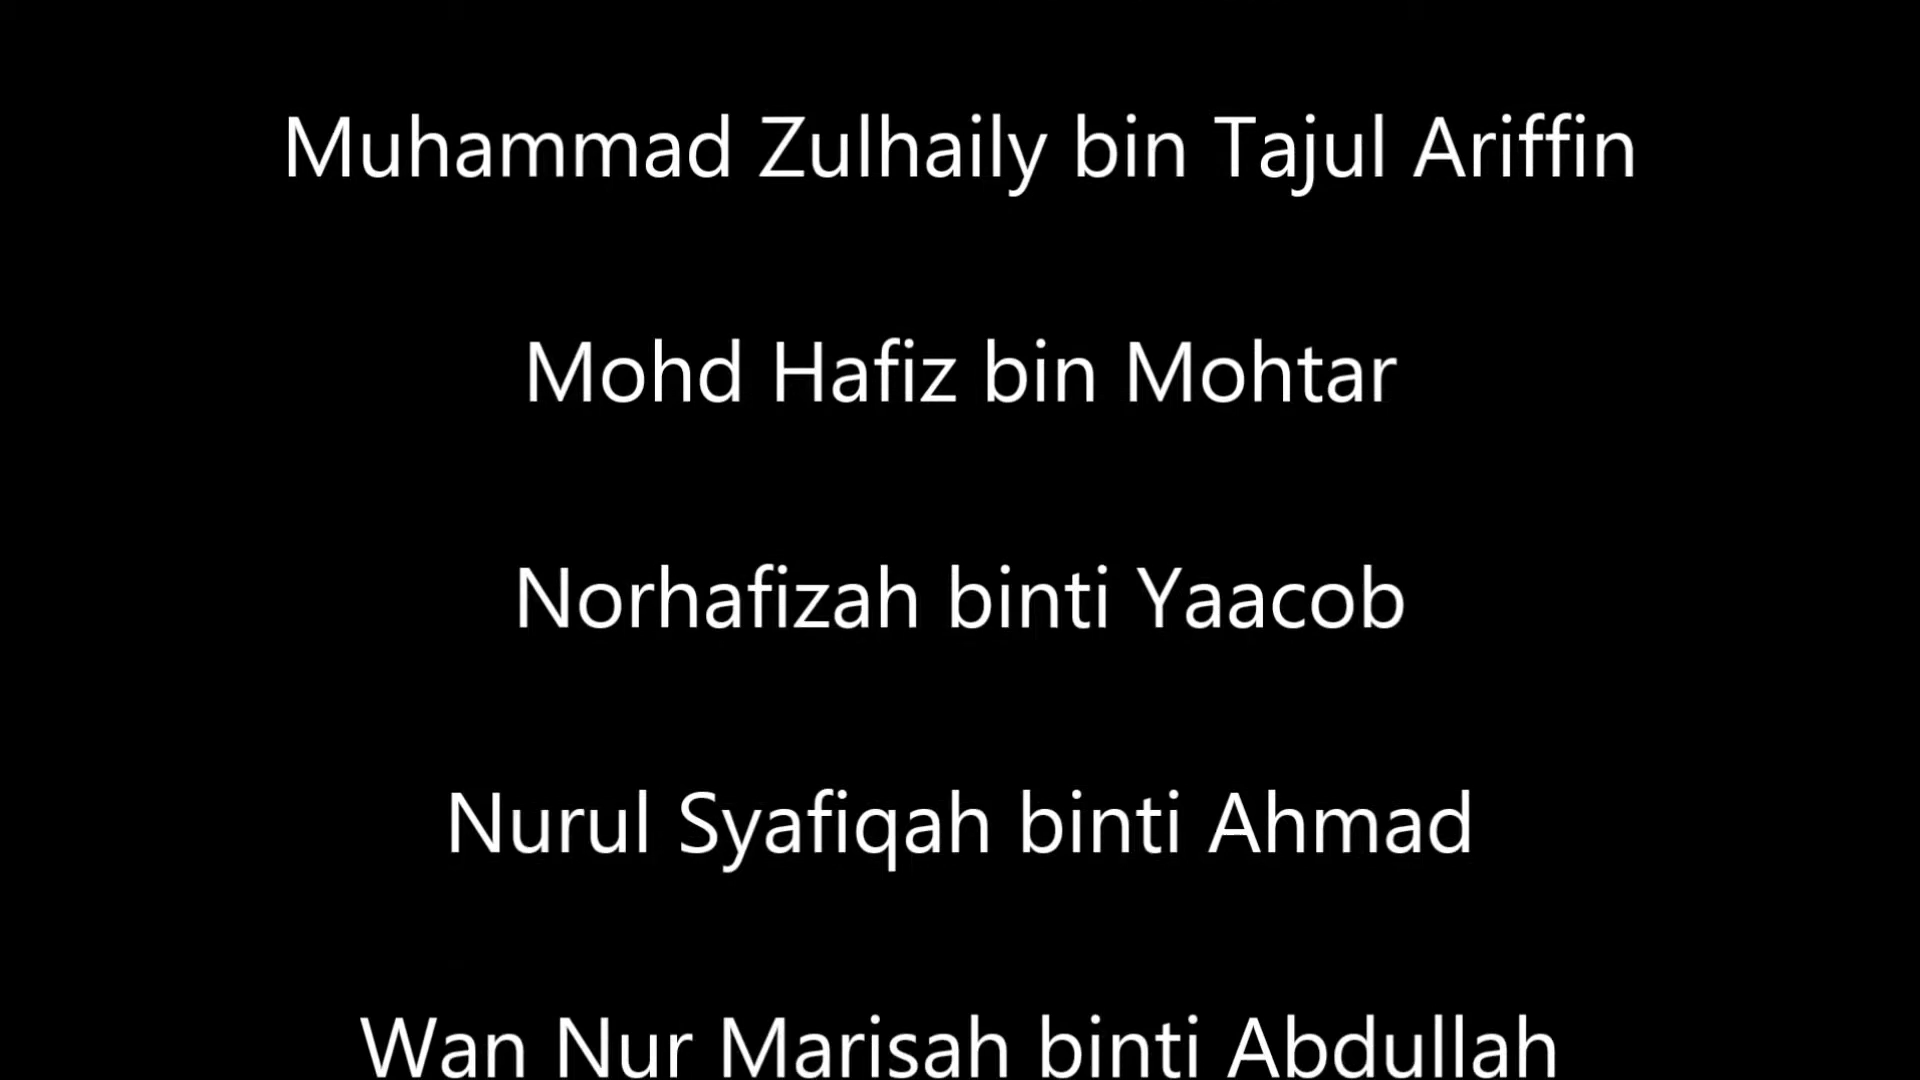 Muhammad Zulhaily bin Tajul Ariffin
Mohd Hafiz bin Mohtar
Norhafizah binti Yaacob
Nurul Syafiqah binti Ahmad
Wan Nur Marisah binti Abdullah